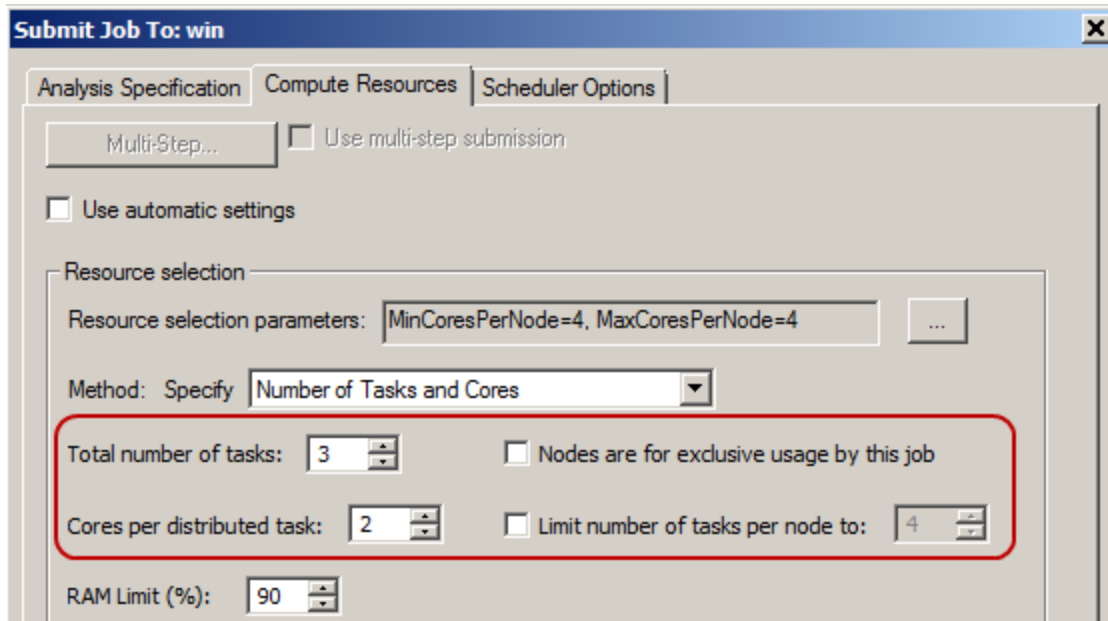 Submit Job To: win
Analysis Specification Compute Resources Scheduler Options
Multi-Step... Use multi-step submission
Use automatic settings
Resource selection
Resource selection parameters: MinCoresPerNode=4, MaxCoresPerNode=4 ...
Method: Specify Number of Tasks and Cores
Total number of tasks: 3 Nodes are for exclusive usage by this job
Cores per distributed task: 2 Limit number of tasks per node to: 4
RAM Limit (%): 90